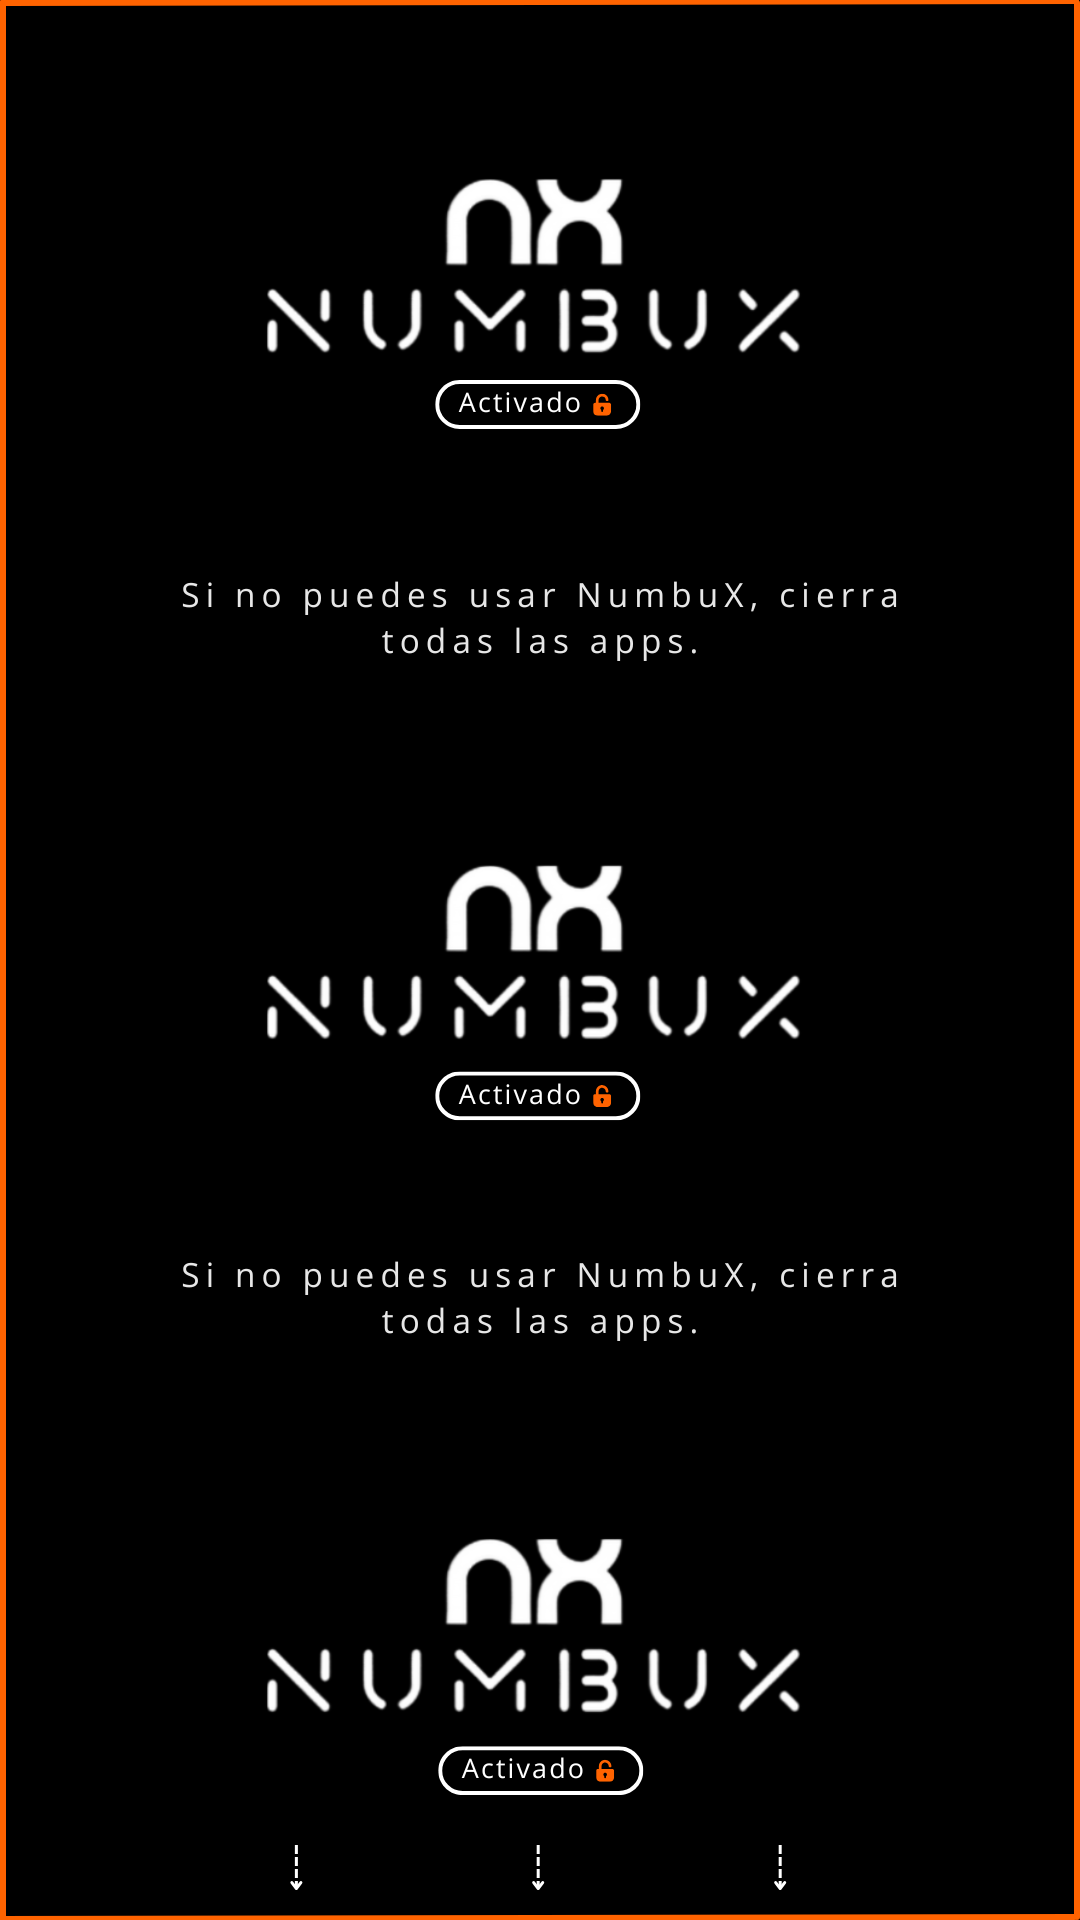 nx
NUMBUX
Activado
Si no puedes usar NumbuX, cierra
todas las apps.
nx
NUMBUX
Activado
Si no puedes usar NumbuX, cierra
todas las apps.
nx
NUMBUX
Activado